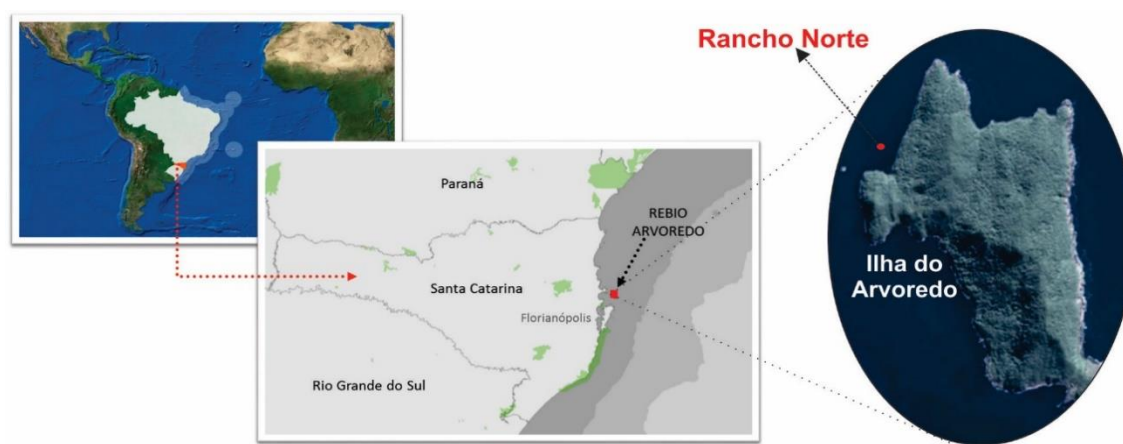 Rancho Norte
Paraná
REBIO
ARVOREDO
Santa Catarina
Florianópolis
Rio Grande do Sul
Ilha do
Arvoredo